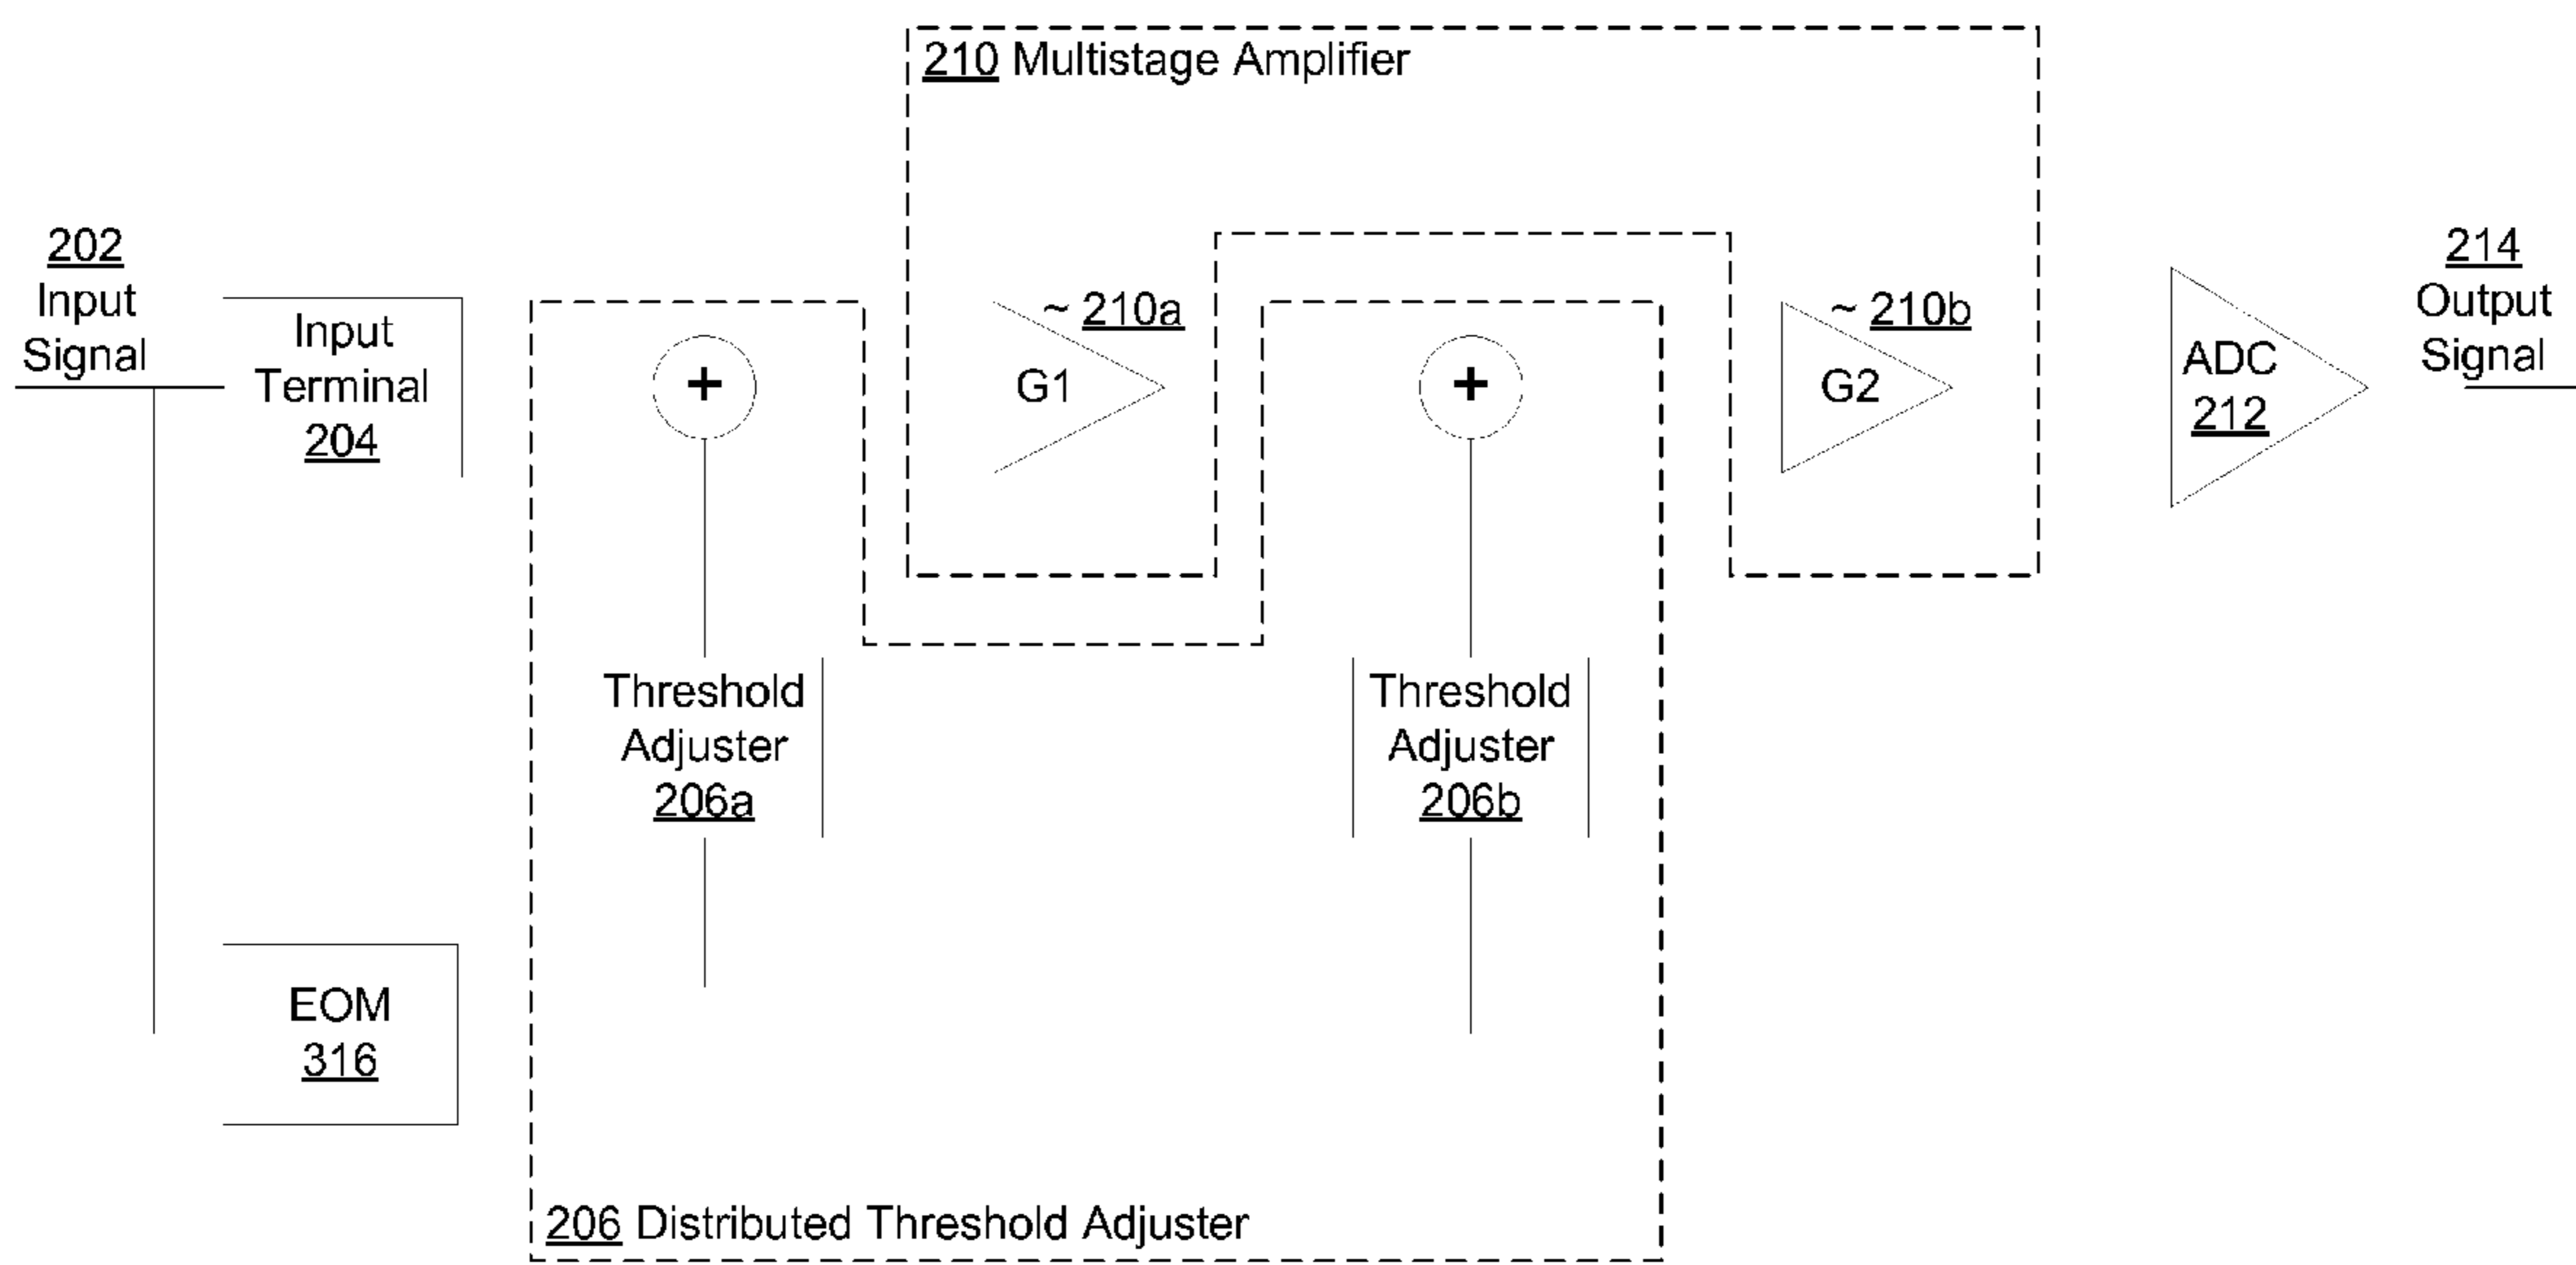 210 Multistage Amplifier
202
Input
Signal
Input
Terminal
204
+
~ 210a
G1
+
~ 210b
G2
ADC
212
214
Output
Signal
Threshold
Adjuster
206a
Threshold
Adjuster
206b
EOM
316
206 Distributed Threshold Adjuster